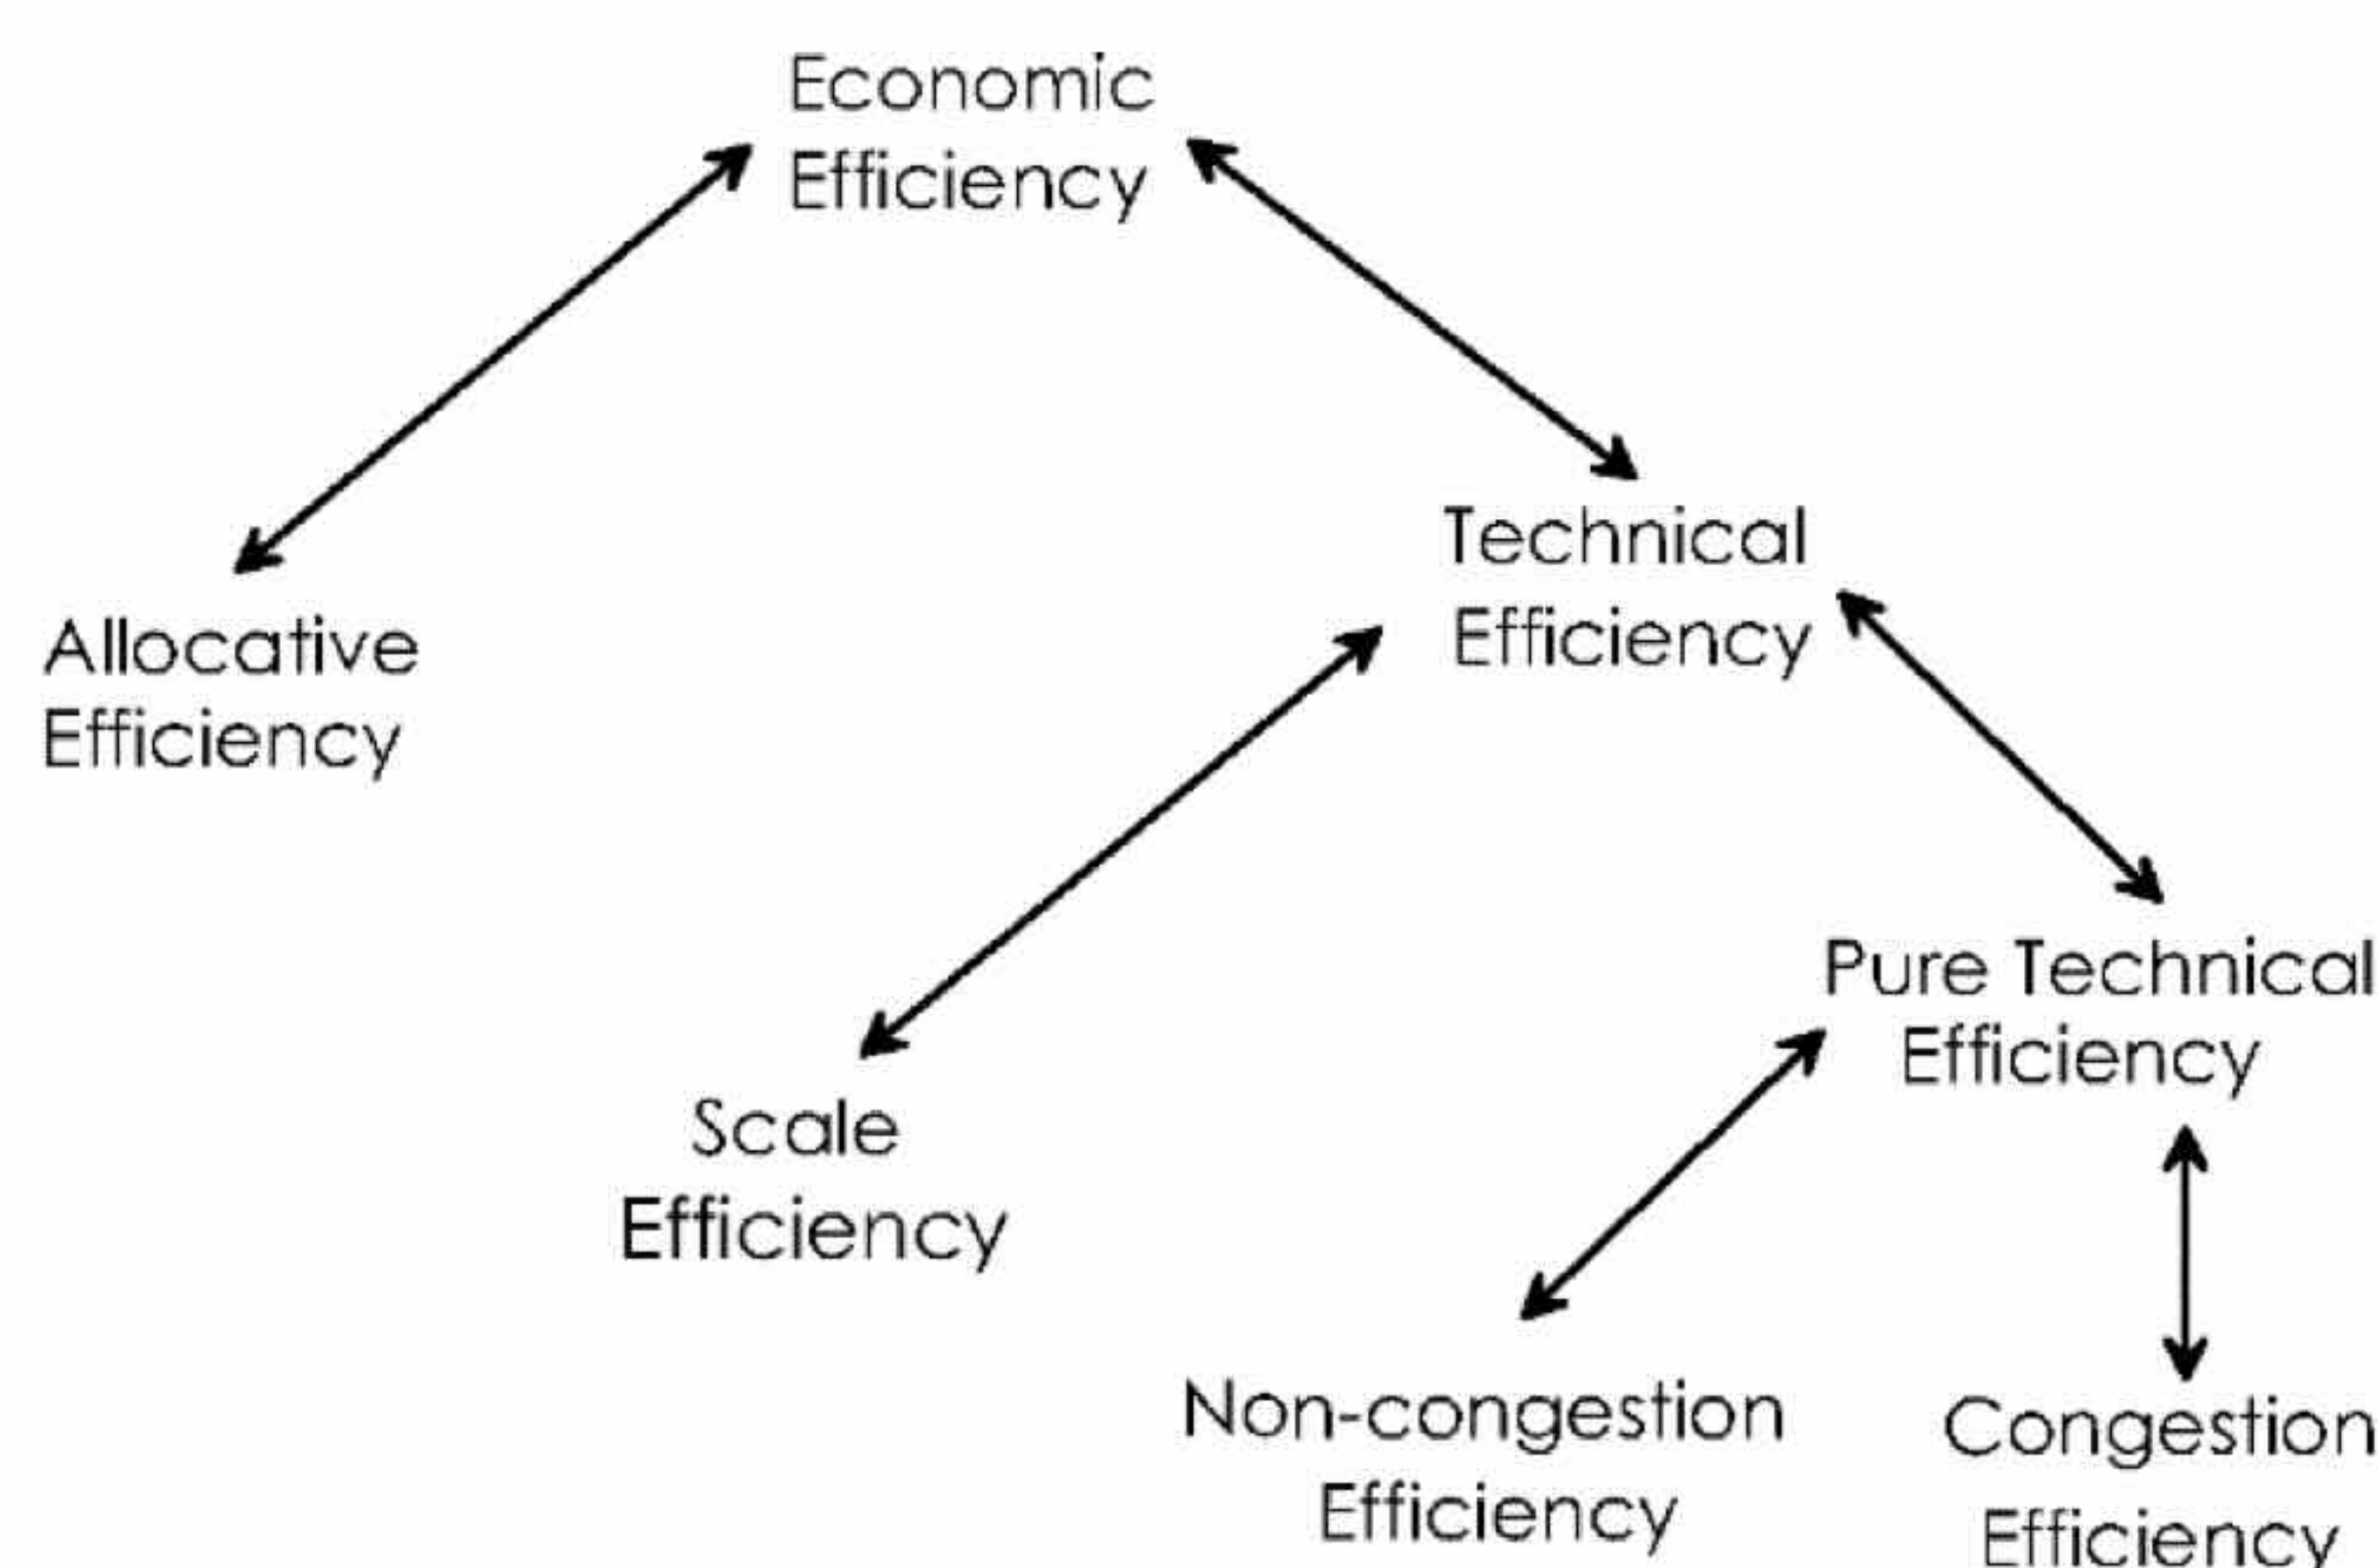 Economic
Efficiency
Technical
Efficiency
Allocative
Efficiency
Pure Technical
Efficiency
Scale
Efficiency
Non-congestion
Efficiency
Congestion
Efficiency